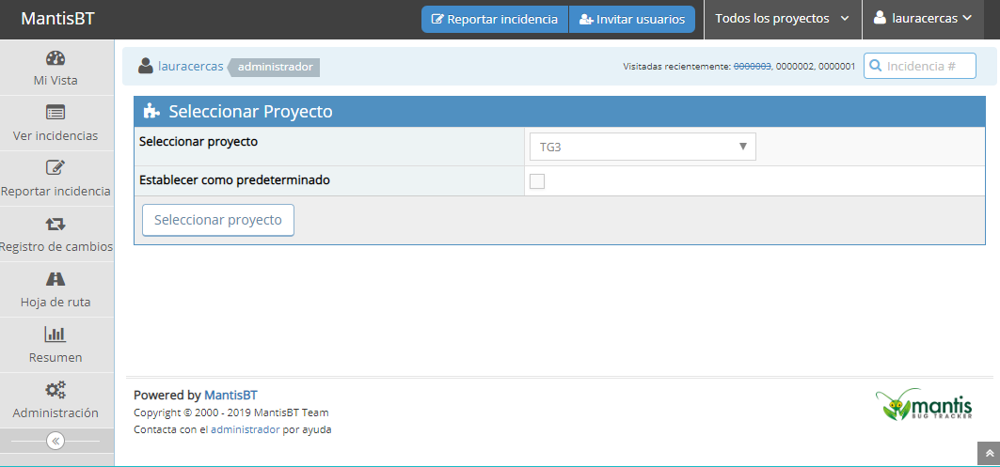 MantisBT
Reportar incidencia
Invitar usuarios
Todos los proyectos
lauracercas
Mi Vista
Ver incidencias
Reportar incidencia
Registro de cambios
Hoja de ruta
Resumen
Administración
lauracercas administrador
Visitadas recientemente: 0000003, 0000002, 0000001
Incidencia #
Seleccionar Proyecto
Seleccionar proyecto
TG3
Establecer como predeterminado
Seleccionar proyecto
Powered by MantisBT
Copyright © 2000 - 2019 MantisBT Team
Contacta con el administrador por ayuda
mantis
BUG TRACKER